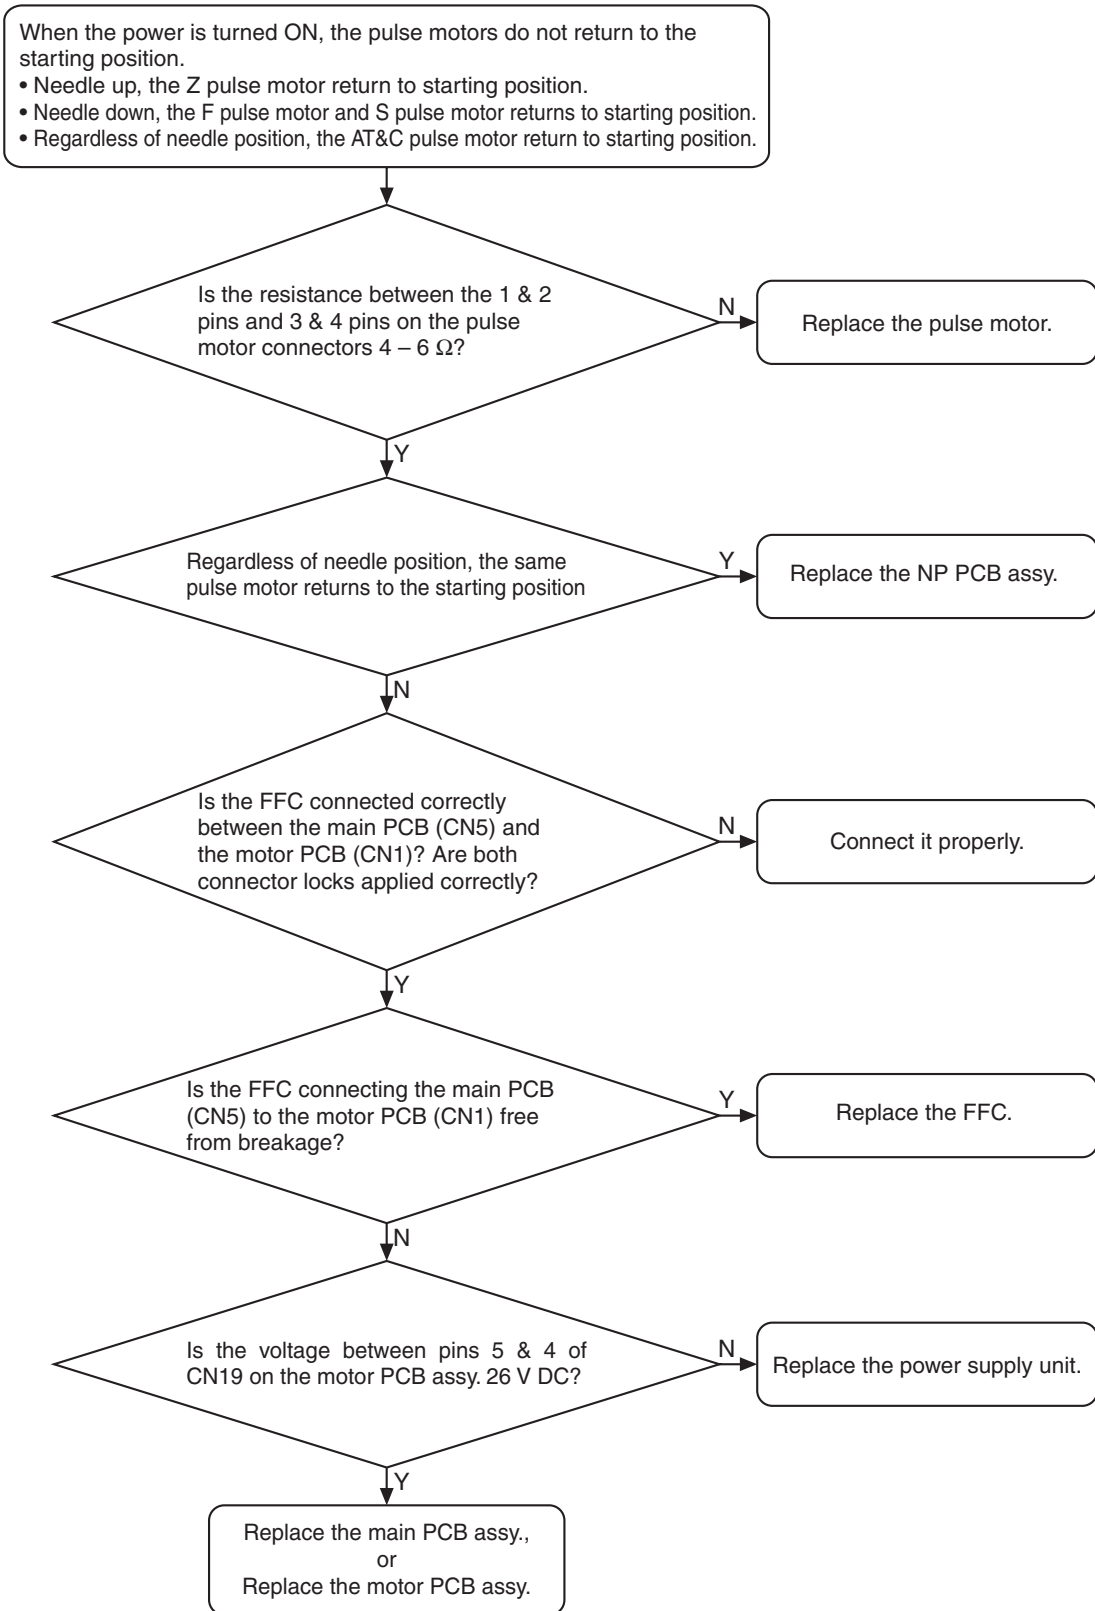 When the power is turned ON, the pulse motors do not return to the
starting position.
• Needle up, the Z pulse motor return to starting position.
• Needle down, the F pulse motor and S pulse motor returns to starting position.
• Regardless of needle position, the AT&C pulse motor return to starting position.
Is the resistance between the 1 & 2
pins and 3 & 4 pins on the pulse
motor connectors 4 – 6 Ω?
N
Replace the pulse motor.
Y
Regardless of needle position, the same
pulse motor returns to the starting position
Y
Replace the NP PCB assy.
N
Is the FFC connected correctly
between the main PCB (CN5) and
the motor PCB (CN1)? Are both
connector locks applied correctly?
N
Connect it properly.
Y
Is the FFC connecting the main PCB
(CN5) to the motor PCB (CN1) free
from breakage?
Y
Replace the FFC.
N
Is the voltage between pins 5 & 4 of
CN19 on the motor PCB assy. 26 V DC?
N
Replace the power supply unit.
Y
Replace the main PCB assy.,
or
Replace the motor PCB assy.